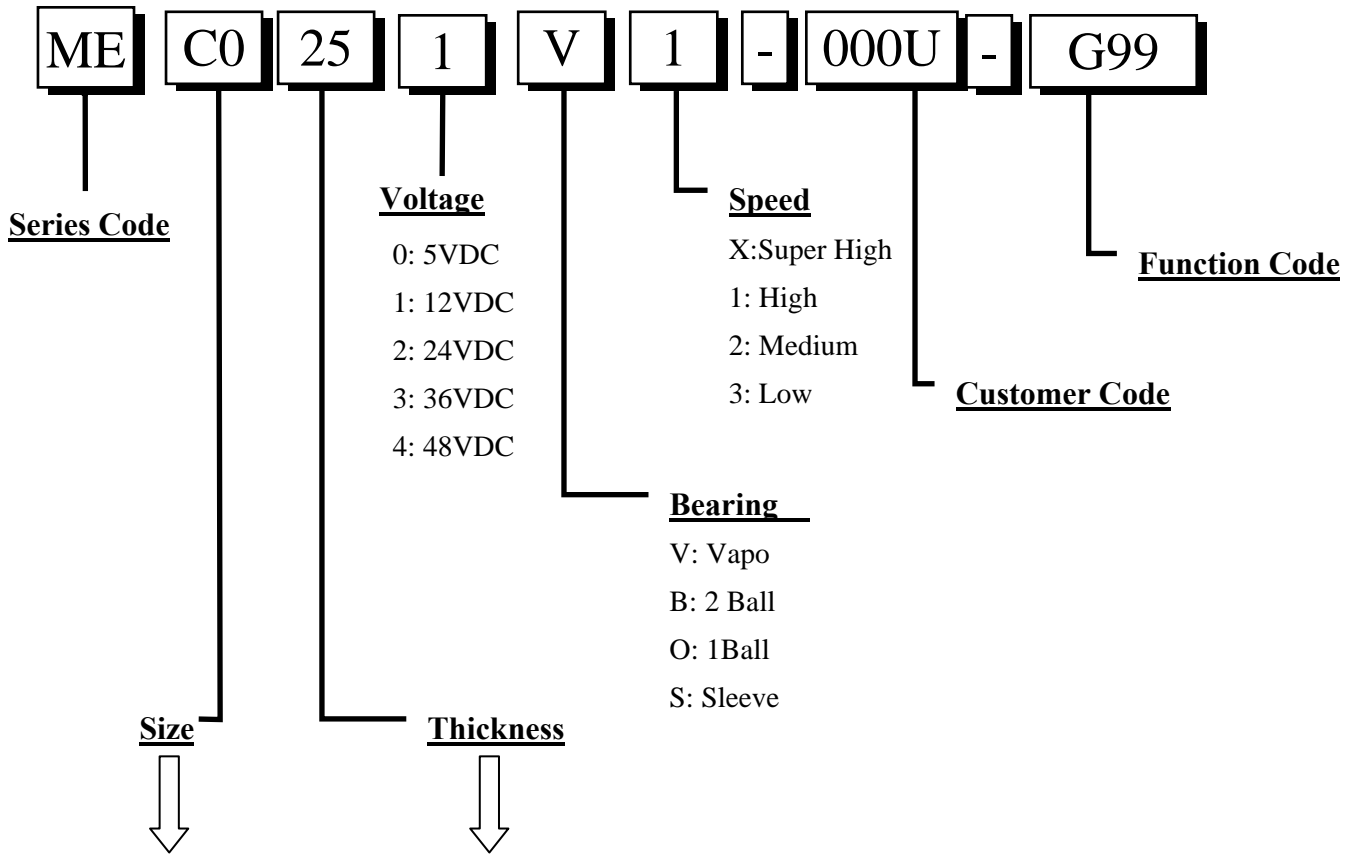 ME C0 25 1 V 1 - 000U - G99
Series Code
Voltage
0: 5VDC
1: 12VDC
2: 24VDC
3: 36VDC
4: 48VDC
Speed
X:Super High
1: High
2: Medium
3: Low
Function Code
Customer Code
Bearing
V: Vapo
B: 2 Ball
O: 1Ball
S: Sleeve
Size
Thickness